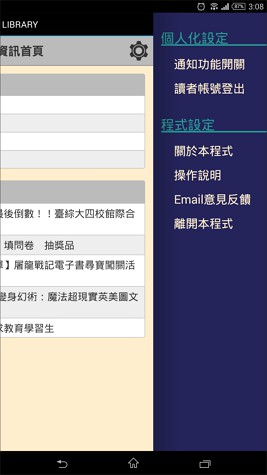 87% 3:08
LIBRARY
資訊首頁
最後倒數！！臺綜大四校館際合
填問卷　抽獎品
】屠龍戰記電子書尋寶闖關活
變身幻術：魔法超現實英美圖文
教育學習生
個人化設定
通知功能開關
讀者帳號登出
程式設定
關於本程式
操作說明
Email意見反饋
離開本程式